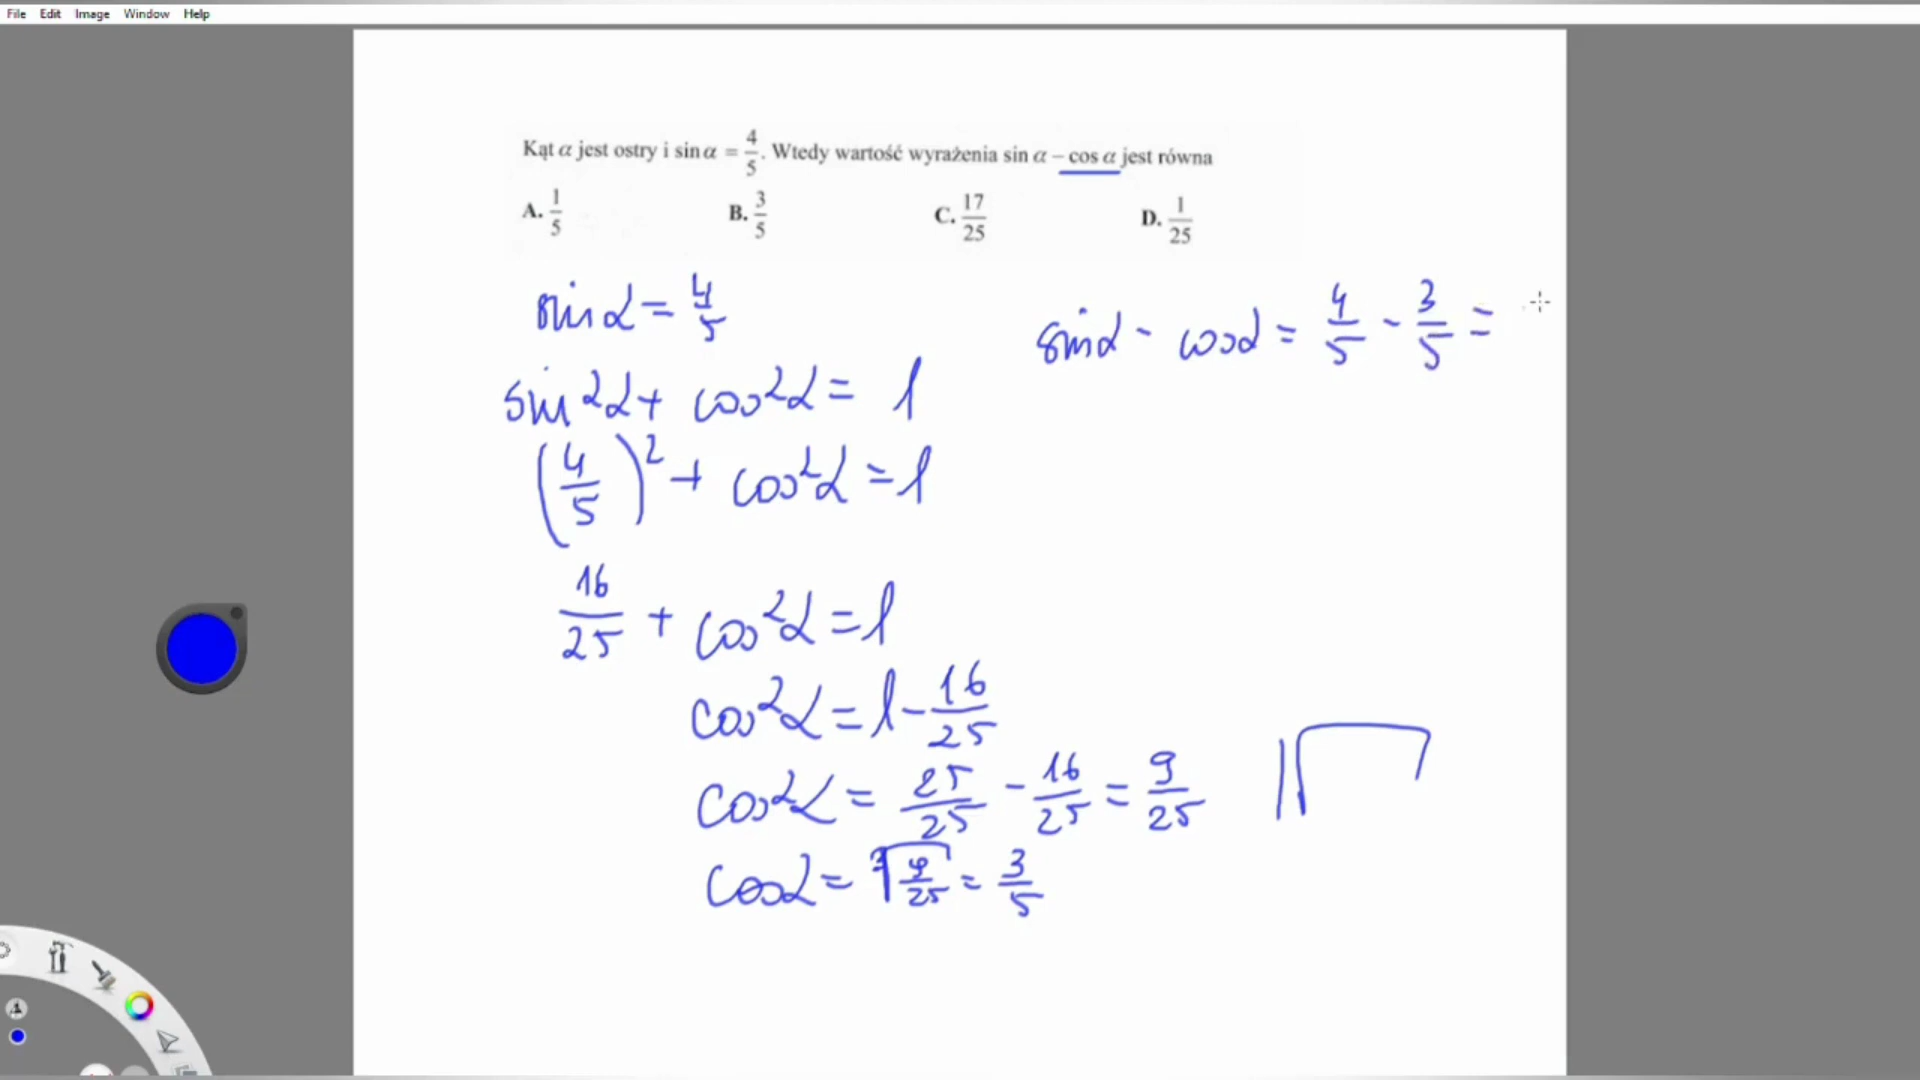 File Edit Image Window Help
Kąt α jest ostry i sin α = 4/5. Wtedy wartość wyrażenia sin α – cos α jest równa
A. 1/5 B. 3/5 C. 17/25 D. 1/25
sin α = 4/5
sin²α + cos²α = 1
(4/5)² + cos²α = 1
16/25 + cos²α = 1
cos²α = 1 - 16/25
cos²α = 25/25 - 16/25 = 9/25
cos α = √(9/25) = 3/5
sin α - cos α = 4/5 - 3/5 =